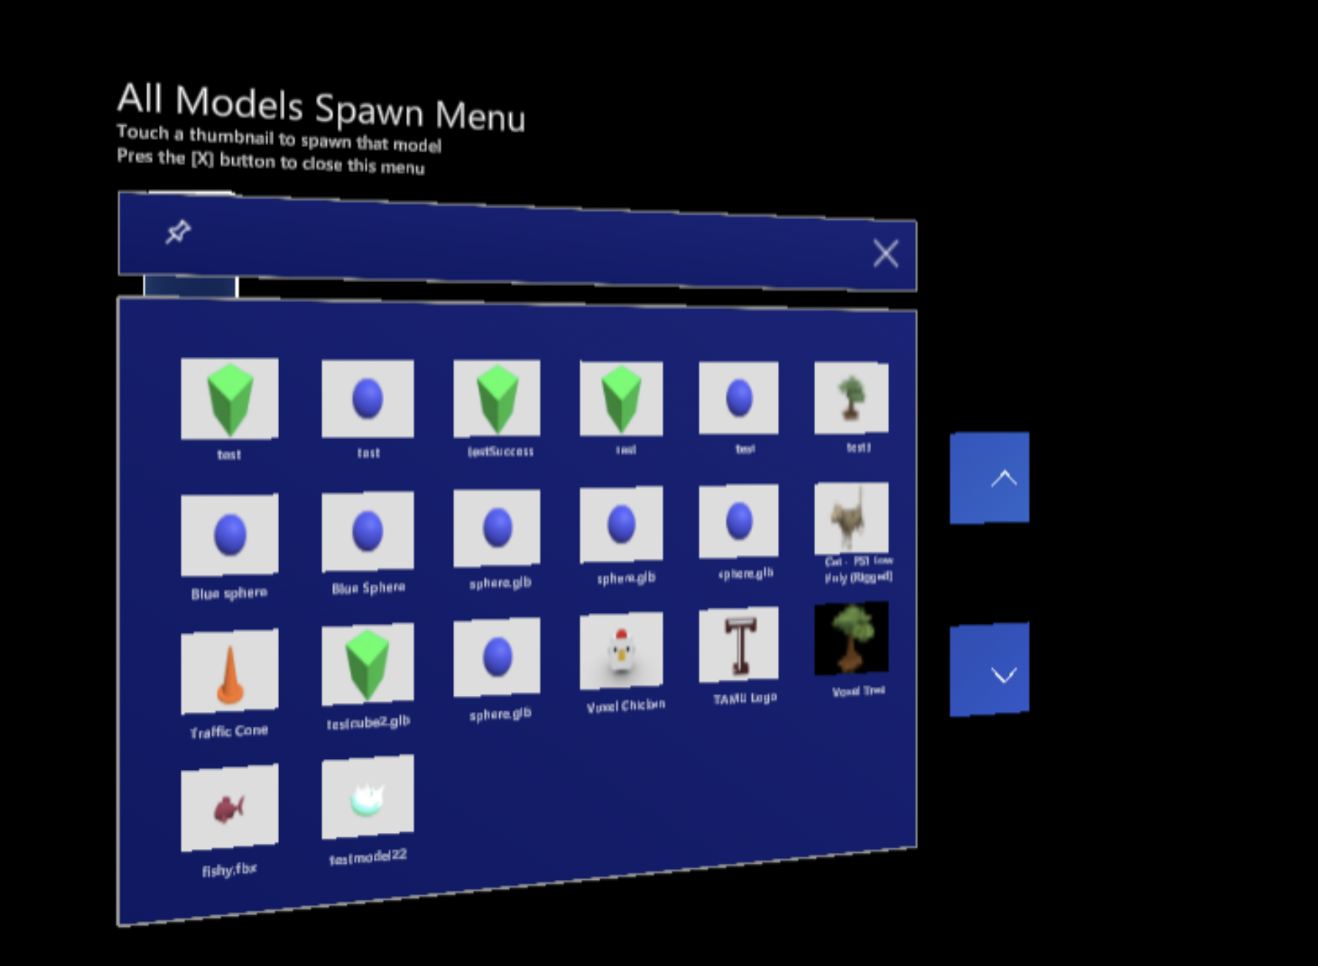 All Models Spawn Menu
Touch a thumbnail to spawn that model
Pres the [X] button to close this menu
test
test
testSuccess
test
test
test1
Blue sphere
Blue Sphere
sphere.glb
sphere.glb
sphere.glb
Cat - PS1 Low
Poly (Rigged)
Traffic Cone
testcube2.glb
sphere.glb
Voxel Chicken
TAMU Logo
Voxel Tree
fishy.fbx
testmodel22